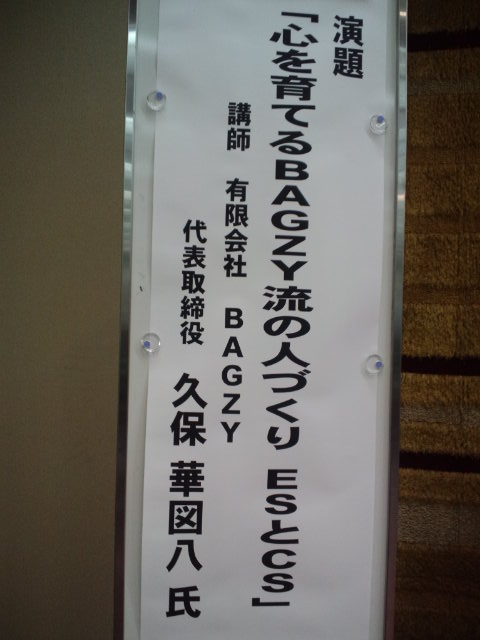 演題
「心を育てるBAGZY流の人づくり ESとCS」
講師 有限会社 BAGZY
代表取締役 久保 華図八 氏